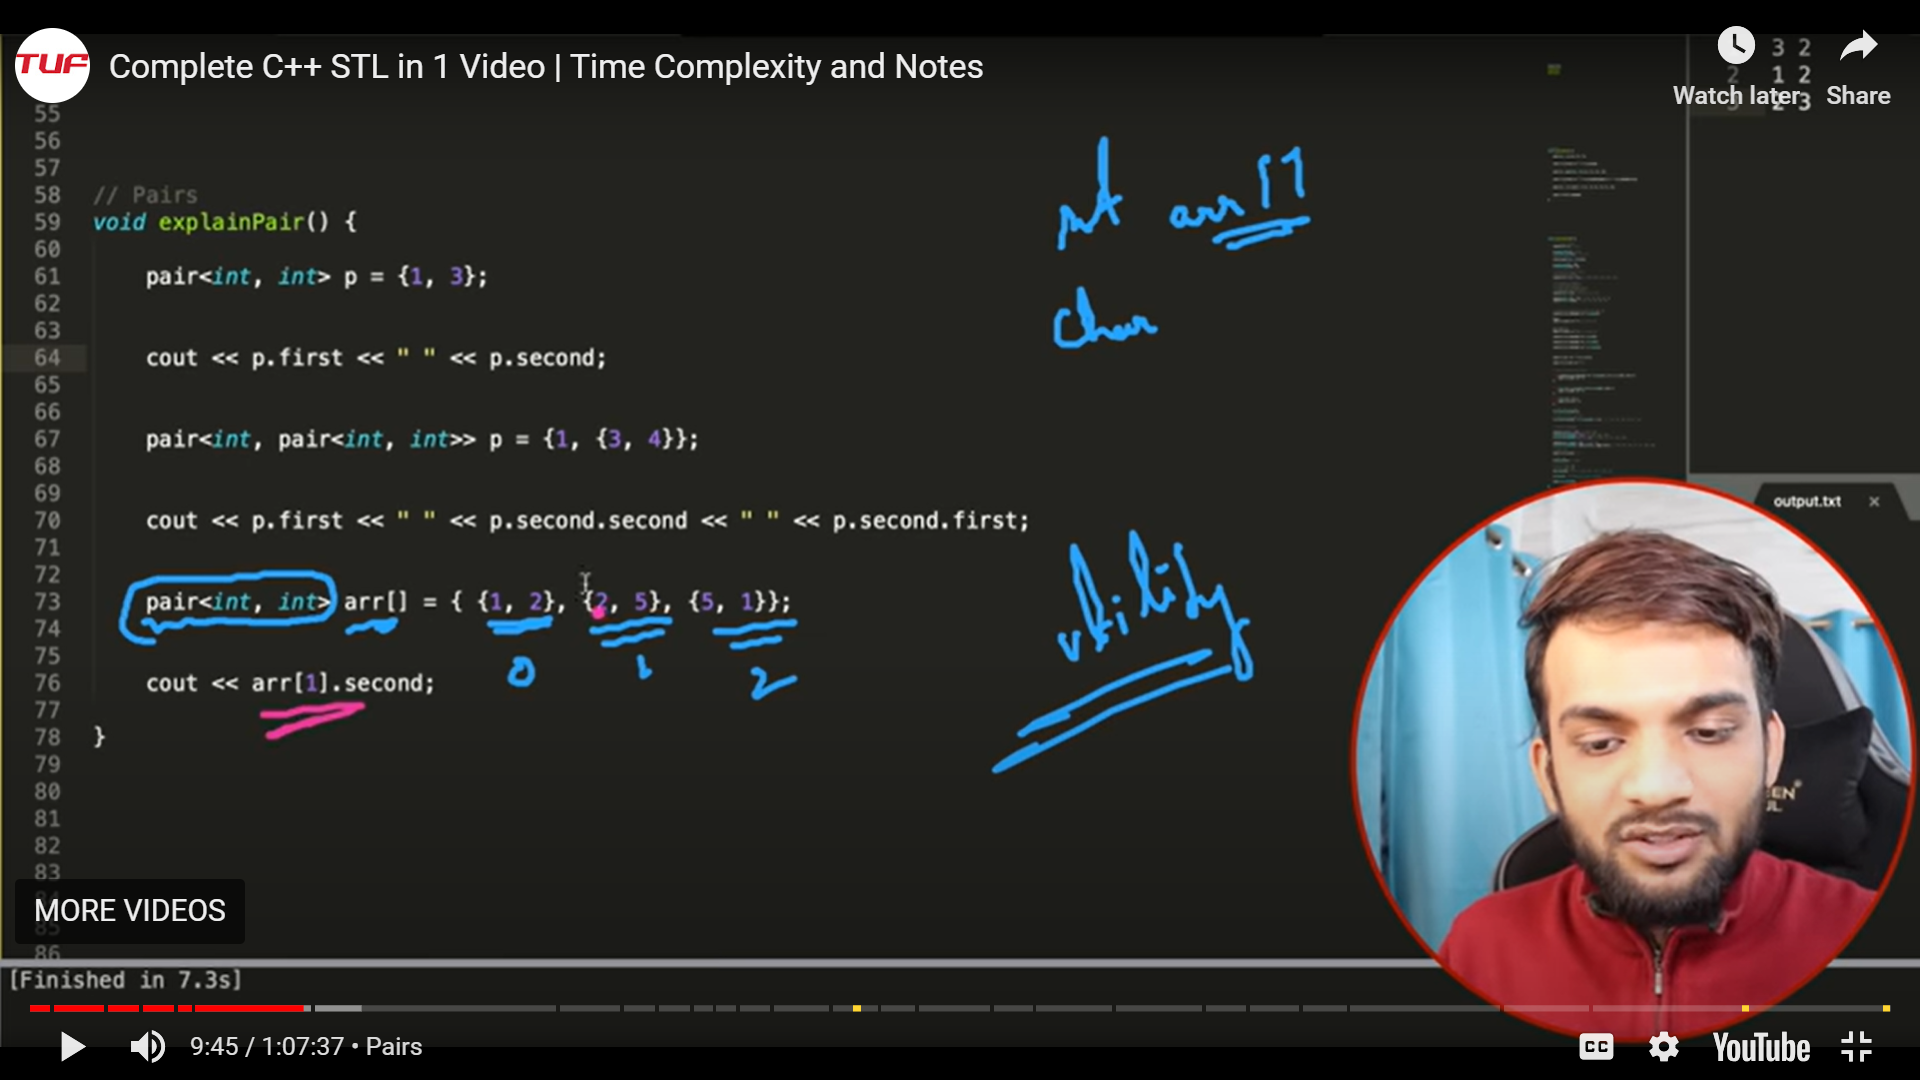 TUF Complete C++ STL in 1 Video | Time Complexity and Notes
Watch later
Share
3 2
2 1 2
3 2 3
55
56
57
58 // Pairs
59 void explainPair() {
60
61 pair<int, int> p = {1, 3};
62
63
64 cout << p.first << " " << p.second;
65
66
67 pair<int, pair<int, int>> p = {1, {3, 4}};
68
69
70 cout << p.first << " " << p.second.second << " " << p.second.first;
71
72
73 pair<int, int> arr[] = { {1, 2}, {2, 5}, {5, 1}};
74
75
76 cout << arr[1].second;
77
78 }
79
80
81
82
83
84
85
86
int arr[]
char
utility
0 1 2
output.txt ×
MORE VIDEOS
[Finished in 7.3s]
9:45 / 1:07:37 • Pairs
CC
YouTube